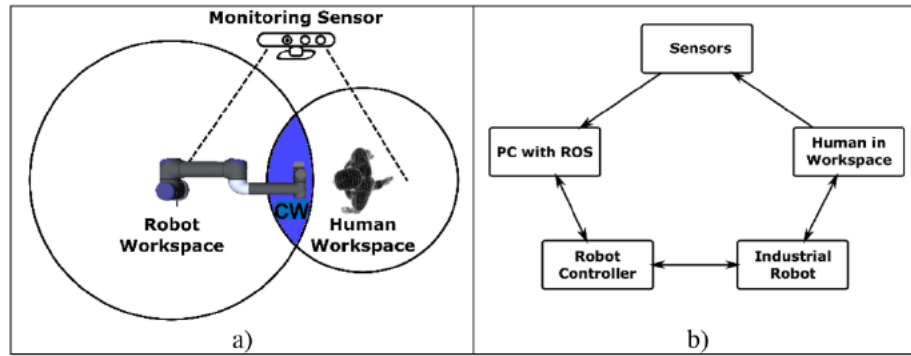 Monitoring Sensor
CW
Robot
Workspace
Human
Workspace
a)
Sensors
PC with ROS
Human in
Workspace
Robot
Controller
Industrial
Robot
b)